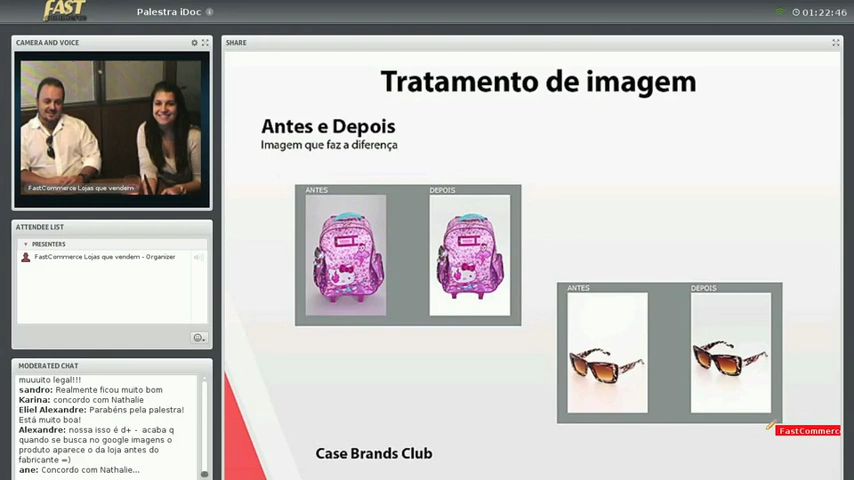 FAST
Palestra iDoc
01:22:46
CAMERA AND VOICE
FastCommerce Lojas que vendem
ATTENDEE LIST
PRESENTERS
FastCommerce Lojas que vendem - Organizer
MODERATED CHAT
muuuito legal!!!
sandro: Realmente ficou muito bom
Karina: concordo com Nathalie
Eliel Alexandre: Parabéns pela palestra!
Está muito boa!
Alexandre: nossa isso é d+ - acaba q
quando se busca no google imagens o
produto aparece o da loja antes do
fabricante =)
ane: Concordo com Nathalie...
SHARE
Tratamento de imagem
Antes e Depois
Imagem que faz a diferença
ANTES
DEPOIS
ANTES
DEPOIS
FastCommerc
Case Brands Club